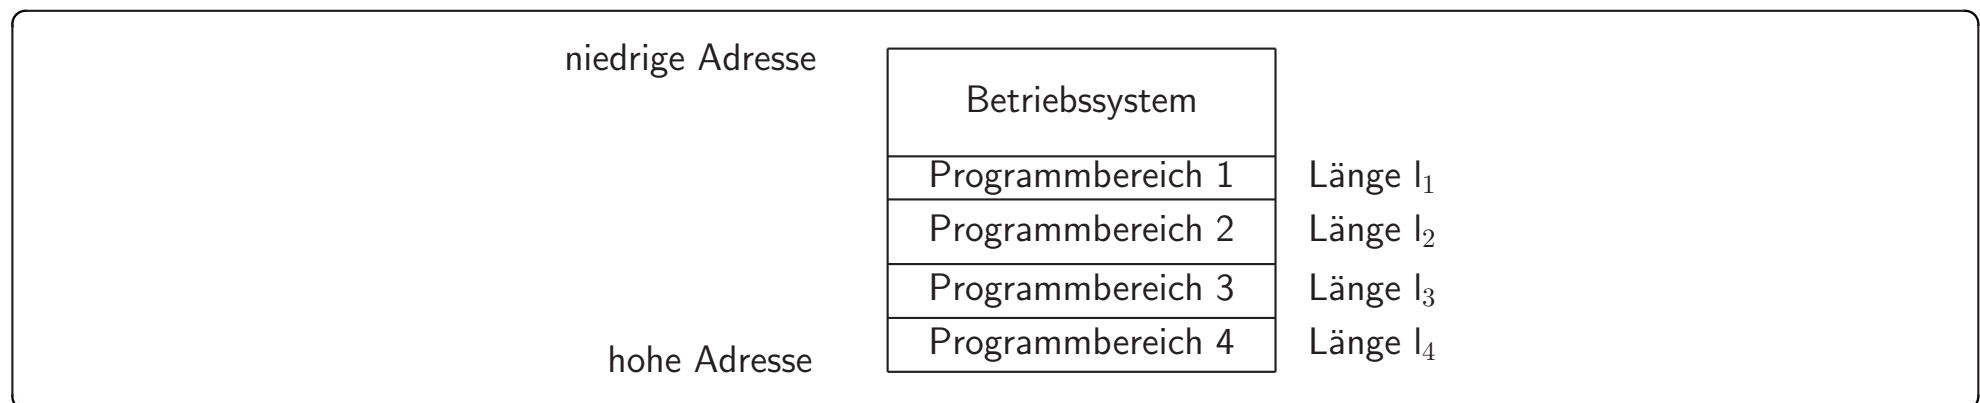 niedrige Adresse
Betriebssystem
Programmbereich 1 Länge l₁
Programmbereich 2 Länge l₂
Programmbereich 3 Länge l₃
Programmbereich 4 Länge l₄
hohe Adresse